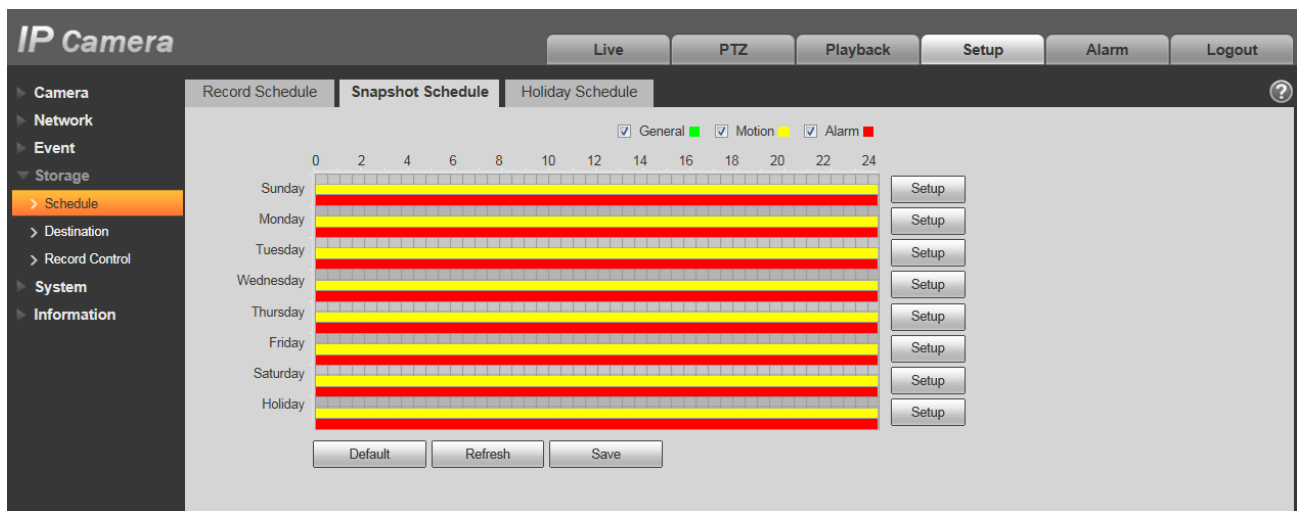 IP Camera
Live PTZ Playback Setup Alarm Logout
Camera
Network
Event
Storage
Schedule
Destination
Record Control
System
Information
Record Schedule Snapshot Schedule Holiday Schedule ?
General Motion Alarm
0 2 4 6 8 10 12 14 16 18 20 22 24
Sunday Setup
Monday Setup
Tuesday Setup
Wednesday Setup
Thursday Setup
Friday Setup
Saturday Setup
Holiday Setup
Default Refresh Save